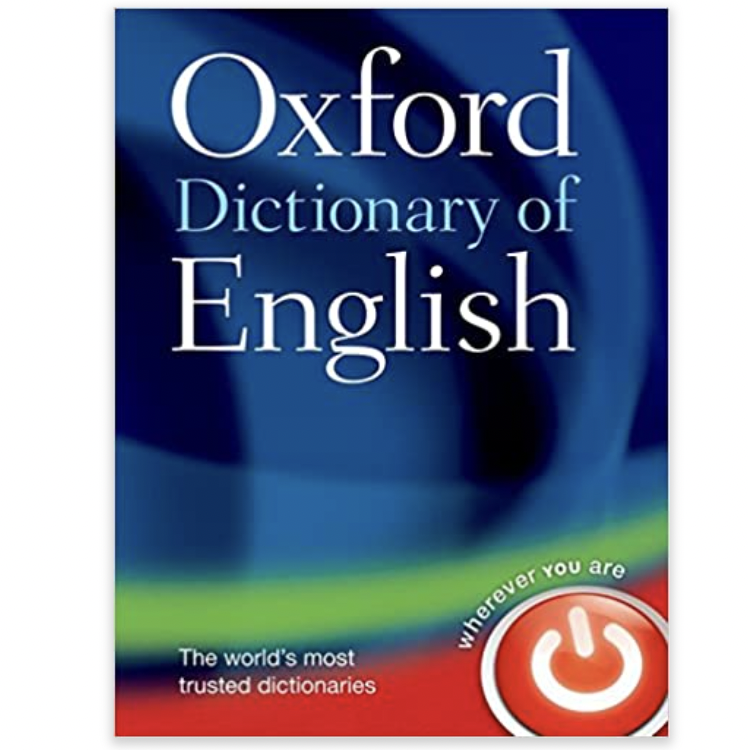 Oxford
Dictionary of
English
wherever YOU are
The world's most
trusted dictionaries